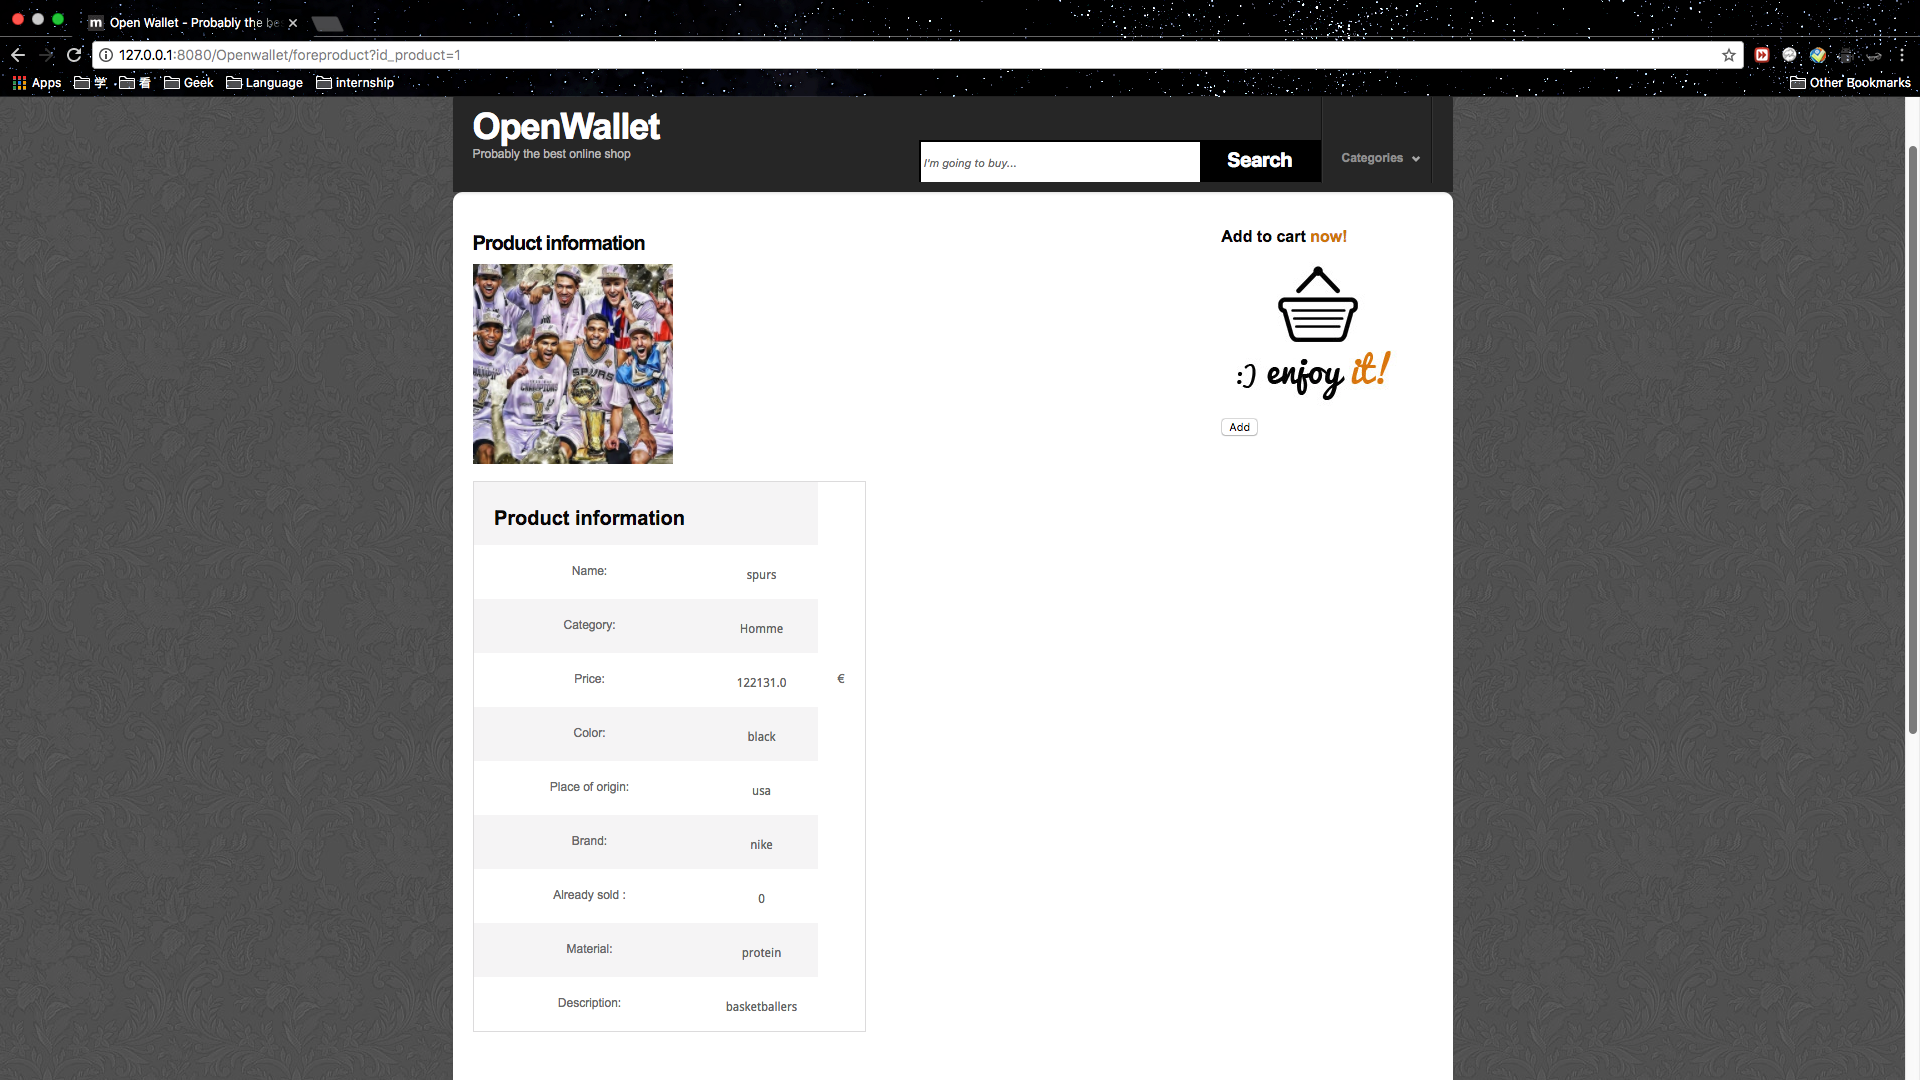 m Open Wallet - Probably the be
127.0.0.1:8080/Openwallet/foreproduct?id_product=1
Apps 学 看 Geek Language internship Other Bookmarks
OpenWallet
Probably the best online shop
I'm going to buy...
Search
Categories
Product information
Add to cart now!
SPURS
:) enjoy it!
Add
Product information
Name: spurs
Category: Homme
Price: 122131.0 €
Color: black
Place of origin: usa
Brand: nike
Already sold : 0
Material: protein
Description: basketballers